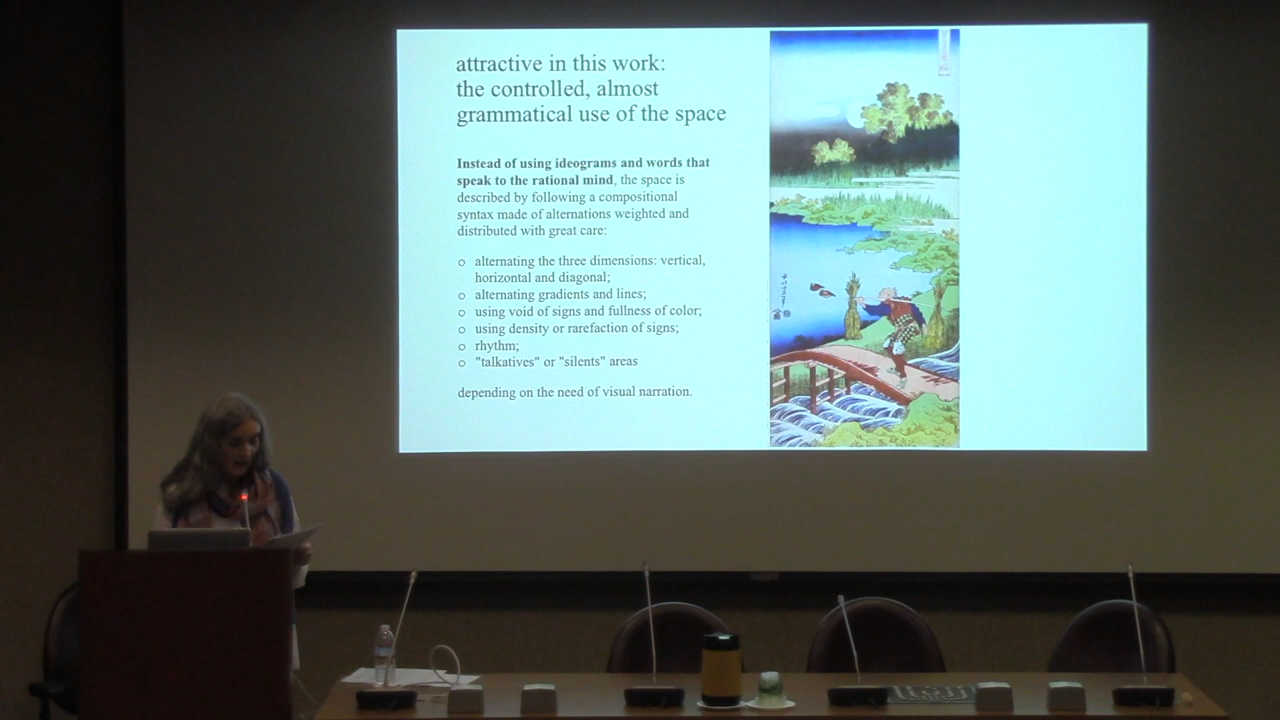 attractive in this work:
the controlled, almost
grammatical use of the space
Instead of using ideograms and words that
speak to the rational mind, the space is
described by following a compositional
syntax made of alternations weighted and
distributed with great care:
o alternating the three dimensions: vertical,
horizontal and diagonal;
o alternating gradients and lines;
o using void of signs and fullness of color;
o using density or rarefaction of signs;
o rhythm;
o "talkatives" or "silents" areas
depending on the need of visual narration.